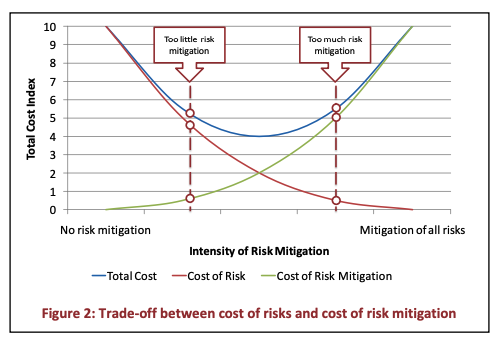 Too little risk
mitigation
Too much risk
mitigation
Total Cost Index
10
9
8
7
6
5
4
3
2
1
0
No risk mitigation
Mitigation of all risks
Intensity of Risk Mitigation
Total Cost
Cost of Risk
Cost of Risk Mitigation
Figure 2: Trade-off between cost of risks and cost of risk mitigation